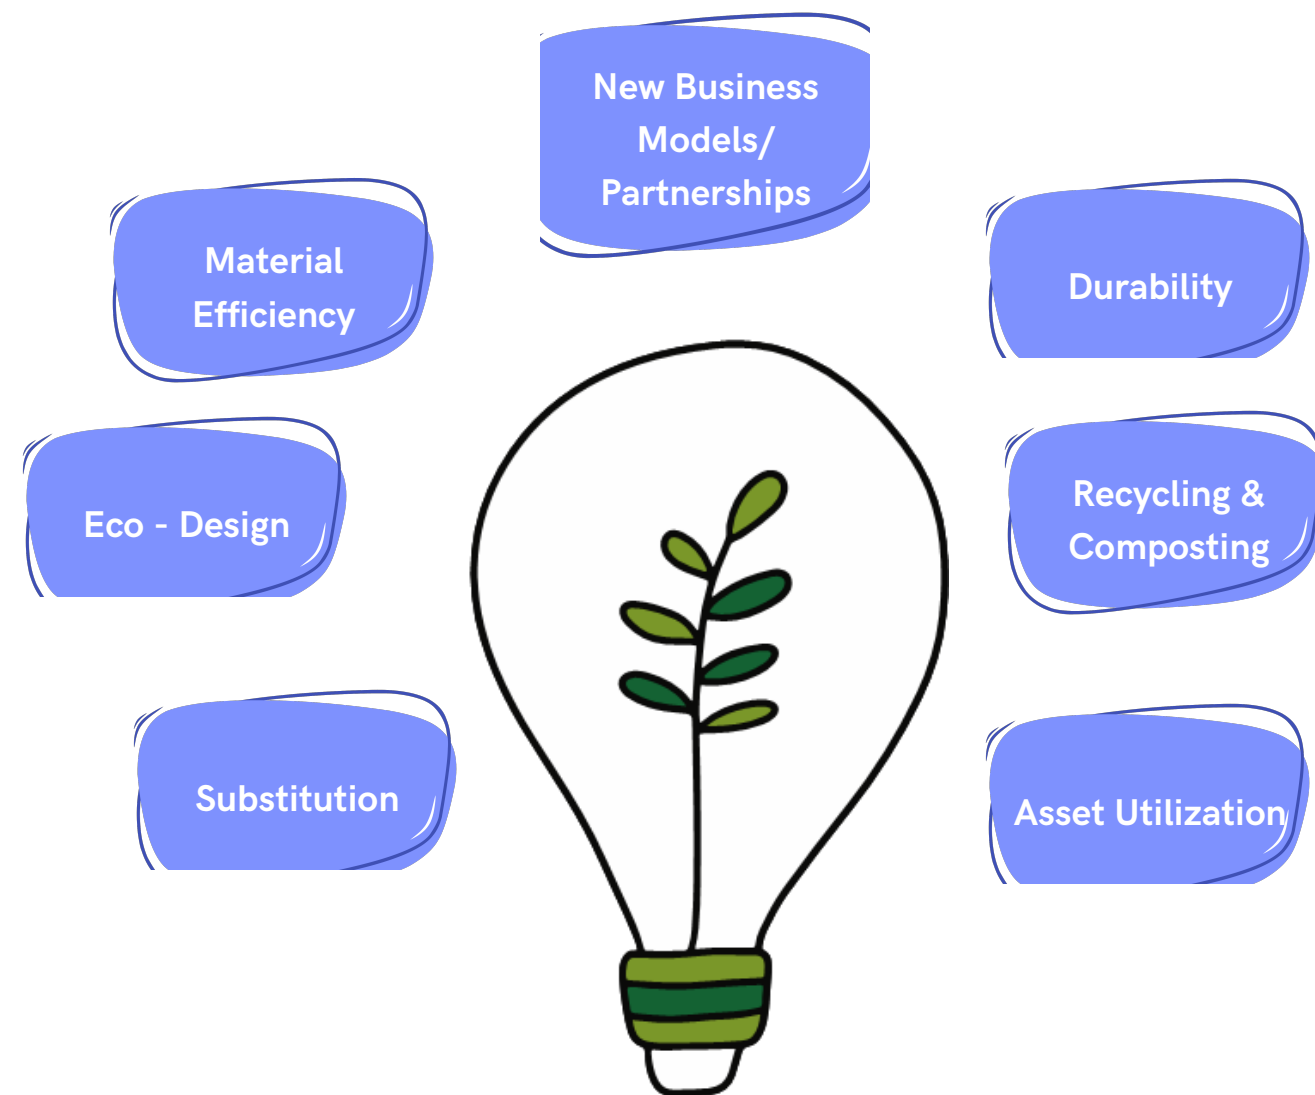 New Business
Models/
Partnerships
Material
Efficiency
Durability
Eco - Design
Recycling &
Composting
Substitution
Asset Utilization